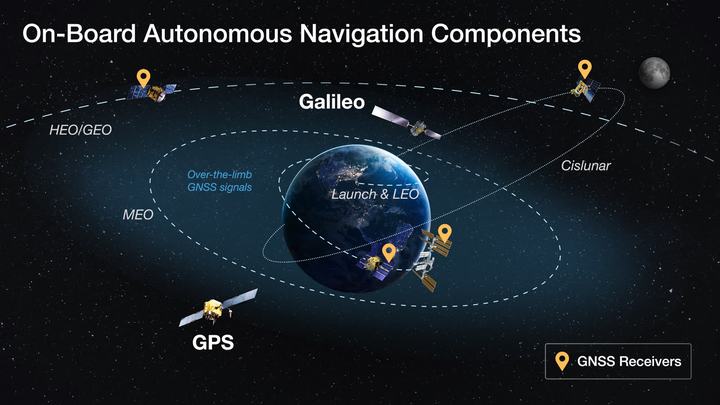 On-Board Autonomous Navigation Components
Galileo
HEO/GEO
Cislunar
Over-the-limb
GNSS signals
Launch & LEO
MEO
GPS
GNSS Receivers